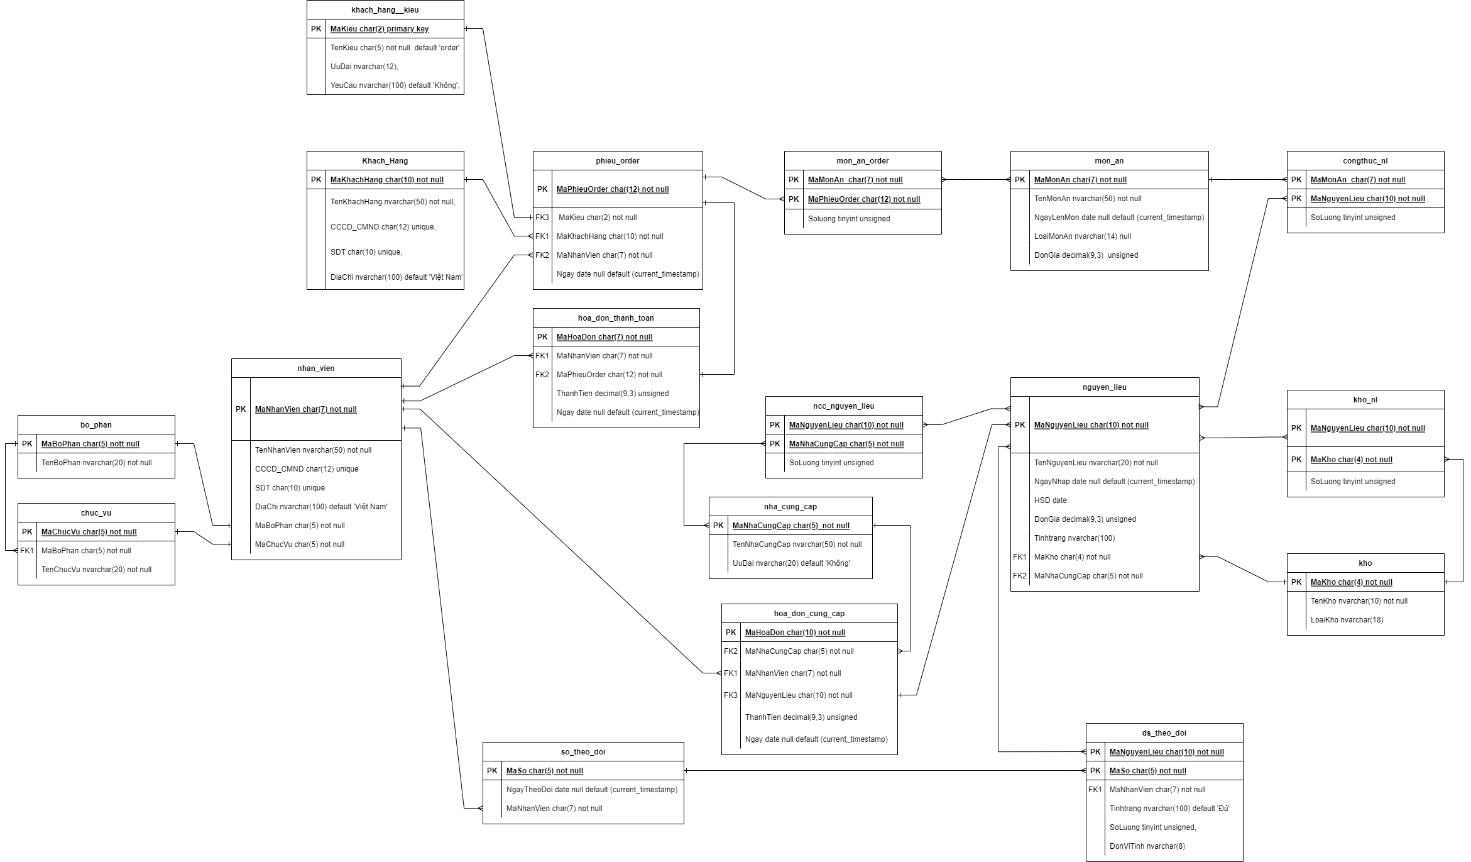 khach_hang__kieu
PK MaKieu char(2) primary key
TenKieu char(5) not null default 'order'
UuDai nvarchar(12),
YeuCau nvarchar(100) default 'Không',
Khach_Hang
PK MaKhachHang char(10) not null
TenKhachHang nvarchar(50) not null,
CCCD_CMND char(12) unique,
SDT char(10) unique,
DiaChi nvarchar(100) default 'Việt Nam'
phieu_order
PK MaPhieuOrder char(12) not null
FK3 MaKieu char(2) not null
FK1 MaKhachHang char(10) not null
FK2 MaNhanVien char(7) not null
Ngay date null default (current_timestamp)
mon_an_order
PK MaMonAn char(7) not null
PK MaPhieuOrder char(12) not null
Soluong tinyint unsigned
mon_an
PK MaMonAn char(7) not null
TenMonAn nvarchar(50) not null
NgayLenMon date null default (current_timestamp)
LoaiMonAn nvarchar(14) null
DonGia decimal(9,3) unsigned
congthuc_nl
PK MaMonAn char(7) not null
PK MaNguyenLieu char(10) not null
SoLuong tinyint unsigned
hoa_don_thanh_toan
PK MaHoaDon char(7) not null
FK1 MaNhanVien char(7) not null
FK2 MaPhieuOrder char(12) not null
ThanhTien decimal(9,3) unsigned
Ngay date null default (current_timestamp)
nhan_vien
PK MaNhanVien char(7) not null
TenNhanVien nvarchar(50) not null
CCCD_CMND char(12) unique
SDT char(10) unique
DiaChi nvarchar(100) default 'Việt Nam'
MaBoPhan char(5) not null
MaChucVu char(5) not null
bo_phan
PK MaBoPhan char(5) nott null
TenBoPhan nvarchar(20) not null
chuc_vu
PK MaChucVu char(5) not null
FK1 MaBoPhan char(5) not null
TenChucVu nvarchar(20) not null
ncc_nguyen_lieu
PK MaNguyenLieu char(10) not null
PK MaNhaCungCap char(5) not null
SoLuong tinyint unsigned
nha_cung_cap
PK MaNhaCungCap char(5) not null
TenNhaCungCap nvarchar(50) not null
UuDai nvarchar(20) default 'Không'
hoa_don_cung_cap
PK MaHoaDon char(10) not null
FK2 MaNhaCungCap char(5) not null
FK1 MaNhanVien char(7) not null
FK3 MaNguyenLieu char(10) not null
ThanhTien decimal(9,3) unsigned
Ngay date null default (current_timestamp)
nguyen_lieu
PK MaNguyenLieu char(10) not null
TenNguyenLieu nvarchar(20) not null
NgayNhap date null default (current_timestamp)
HSD date
DonGia decimal(9,3) unsigned
Tinhtrang nvarchar(100)
FK1 MaKho char(4) not null
FK2 MaNhaCungCap char(5) not null
kho_nl
PK MaNguyenLieu char(10) not null
PK MaKho char(4) not null
SoLuong tinyint unsigned
kho
PK MaKho char(4) not null
TenKho nvarchar(10) not null
LoaiKho nvarchar(18)
so_theo_doi
PK MaSo char(5) not null
NgayTheoDoi date null default (current_timestamp)
MaNhanVien char(7) not null
ds_theo_doi
PK MaNguyenLieu char(10) not null
PK MaSo char(5) not null
FK1 MaNhanVien char(7) not null
Tinhtrang nvarchar(100) default 'Đủ'
SoLuong tinyint unsigned,
DonViTinh nvarchar(8)